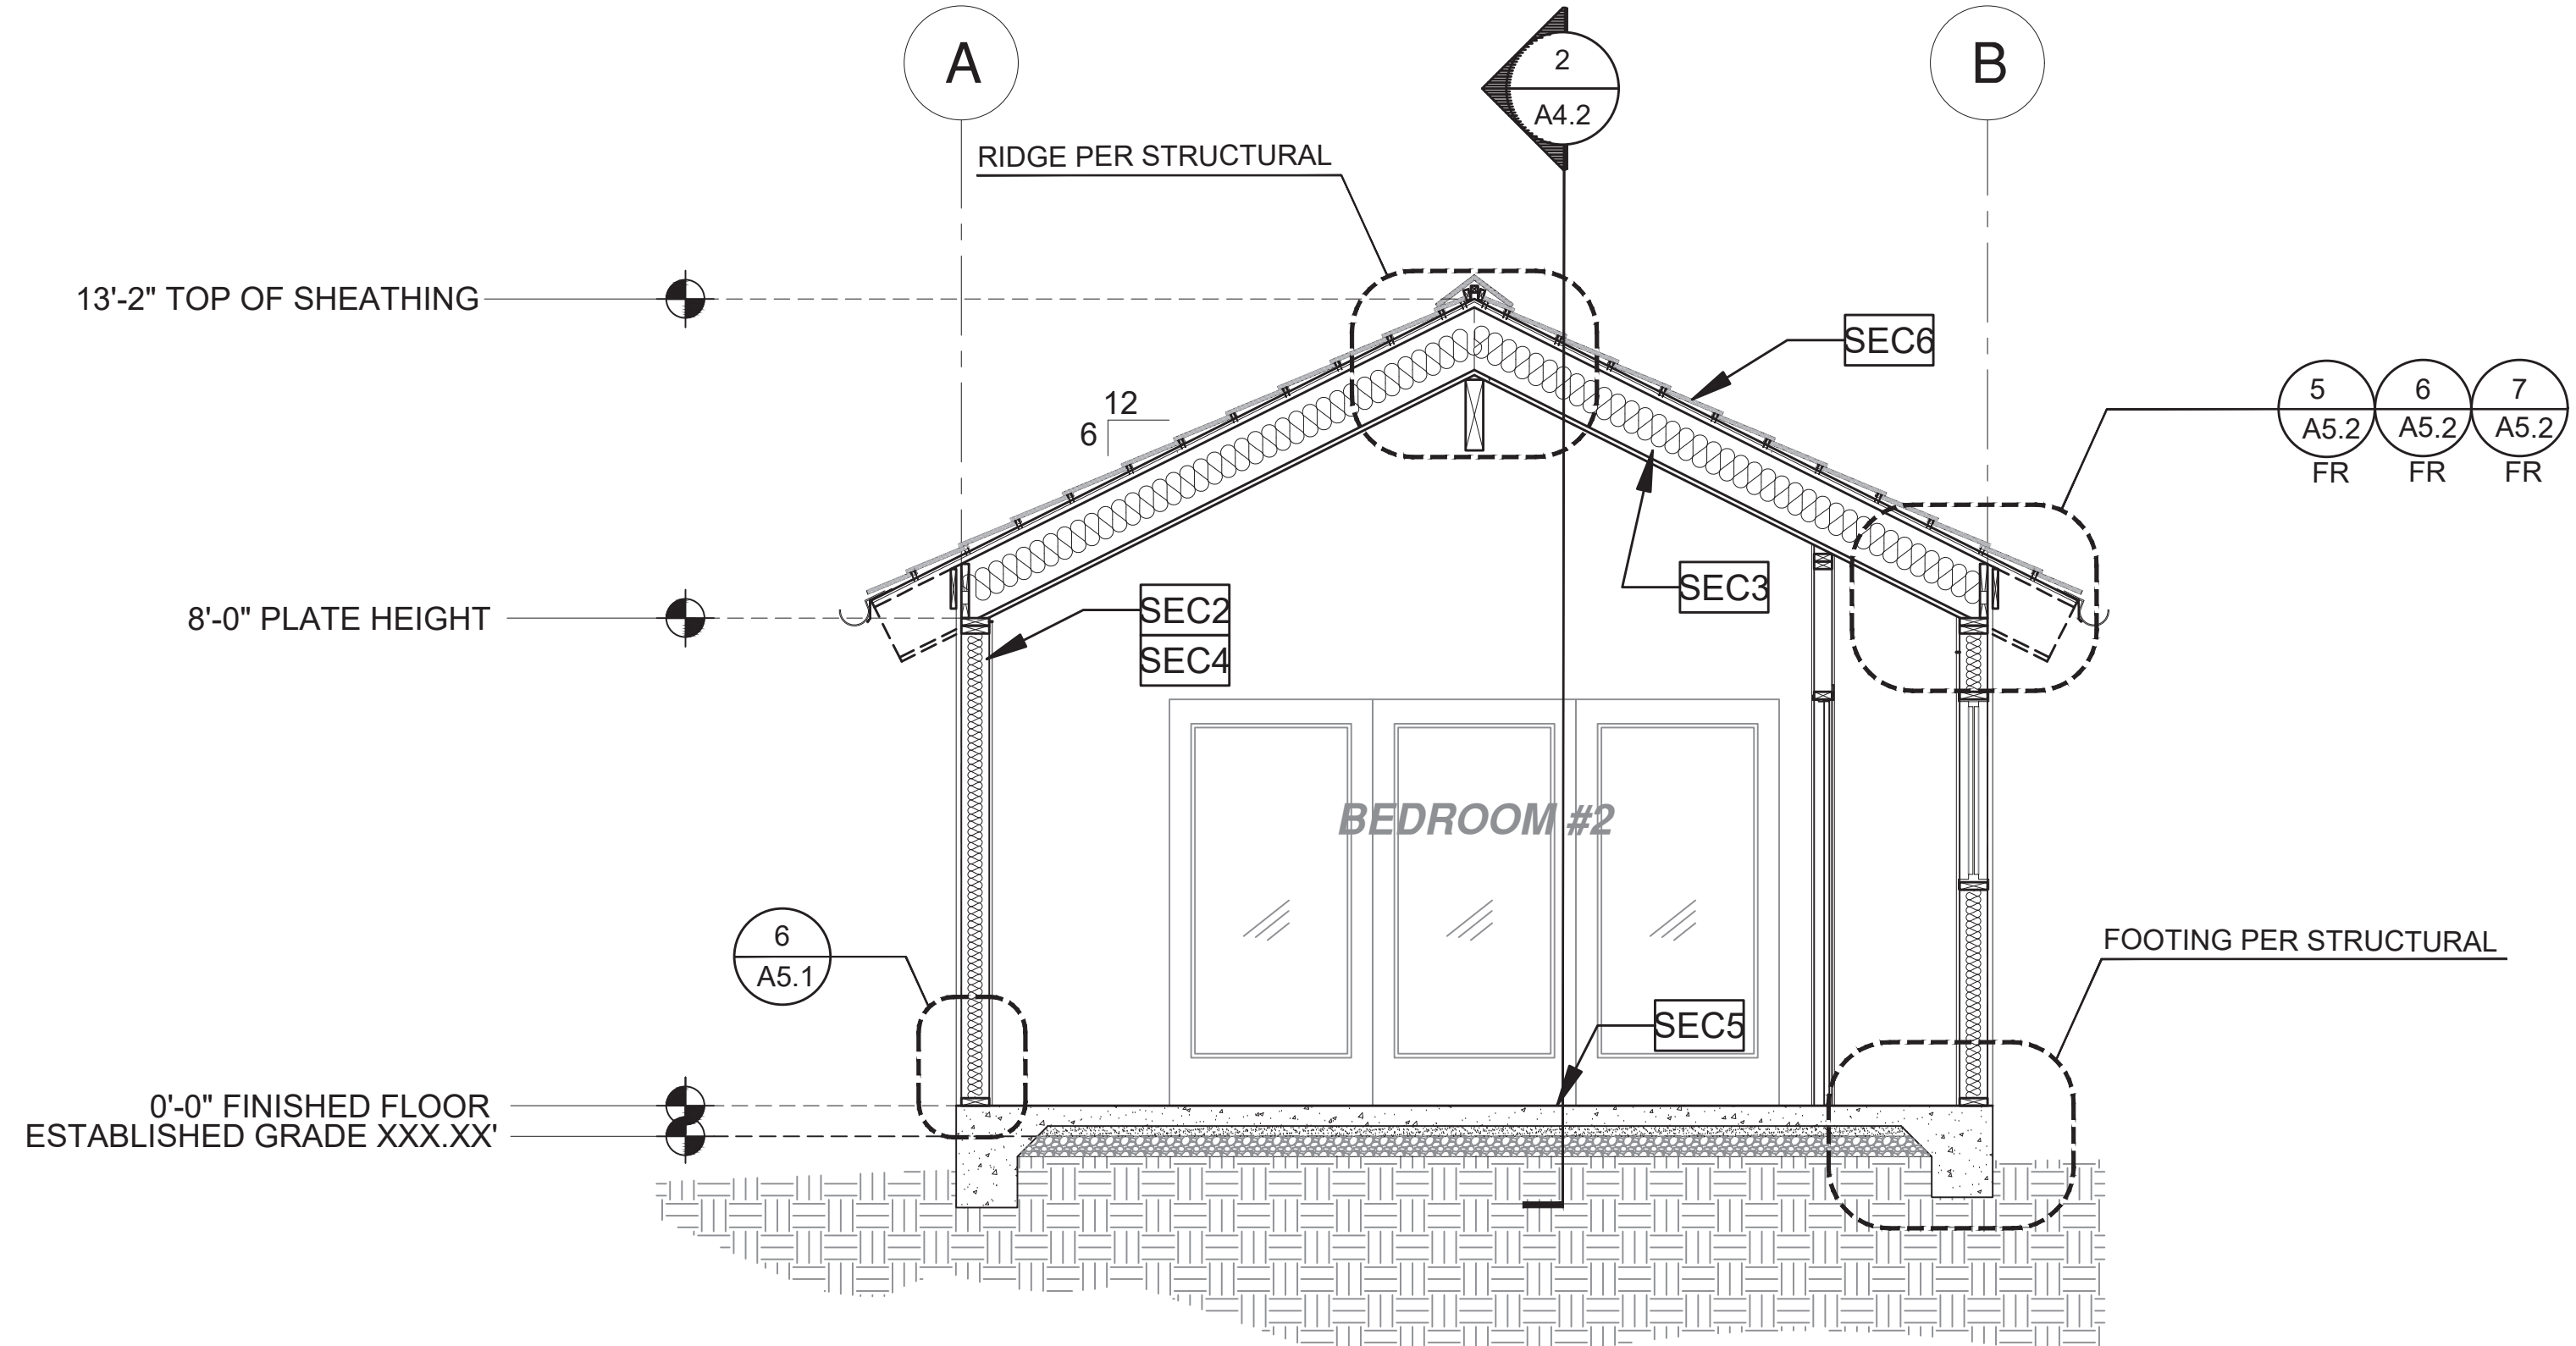 A
2
A4.2
B
RIDGE PER STRUCTURAL
13'-2" TOP OF SHEATHING
SEC6
12
6
5
A5.2
FR
6
A5.2
FR
7
A5.2
FR
8'-0" PLATE HEIGHT
SEC2
SEC4
SEC3
BEDROOM #2
6
A5.1
FOOTING PER STRUCTURAL
SEC5
0'-0" FINISHED FLOOR
ESTABLISHED GRADE XXX.XX'